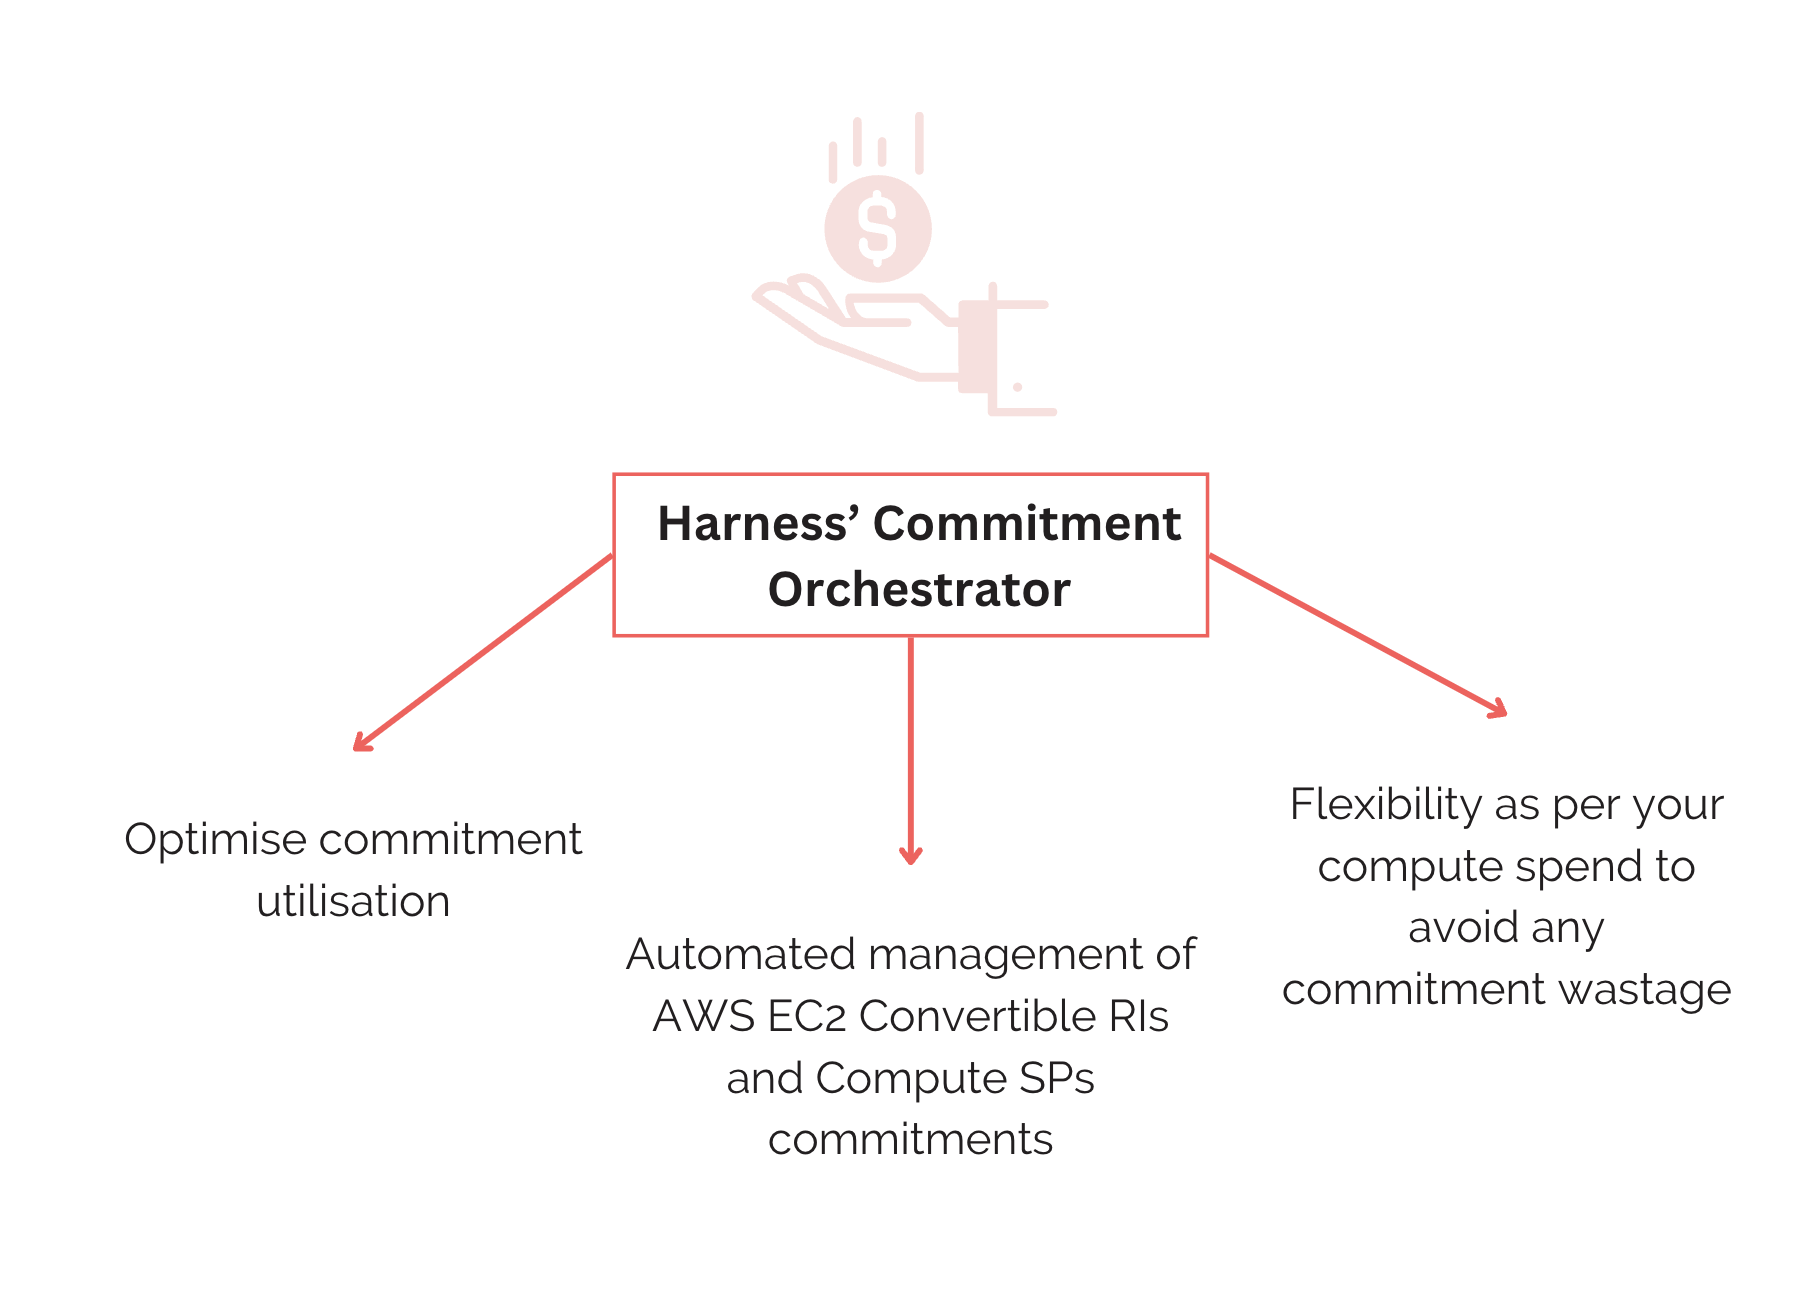 $
Harness’ Commitment
Orchestrator
Optimise commitment
utilisation
Automated management of
AWS EC2 Convertible RIs
and Compute SPs
commitments
Flexibility as per your
compute spend to
avoid any
commitment wastage